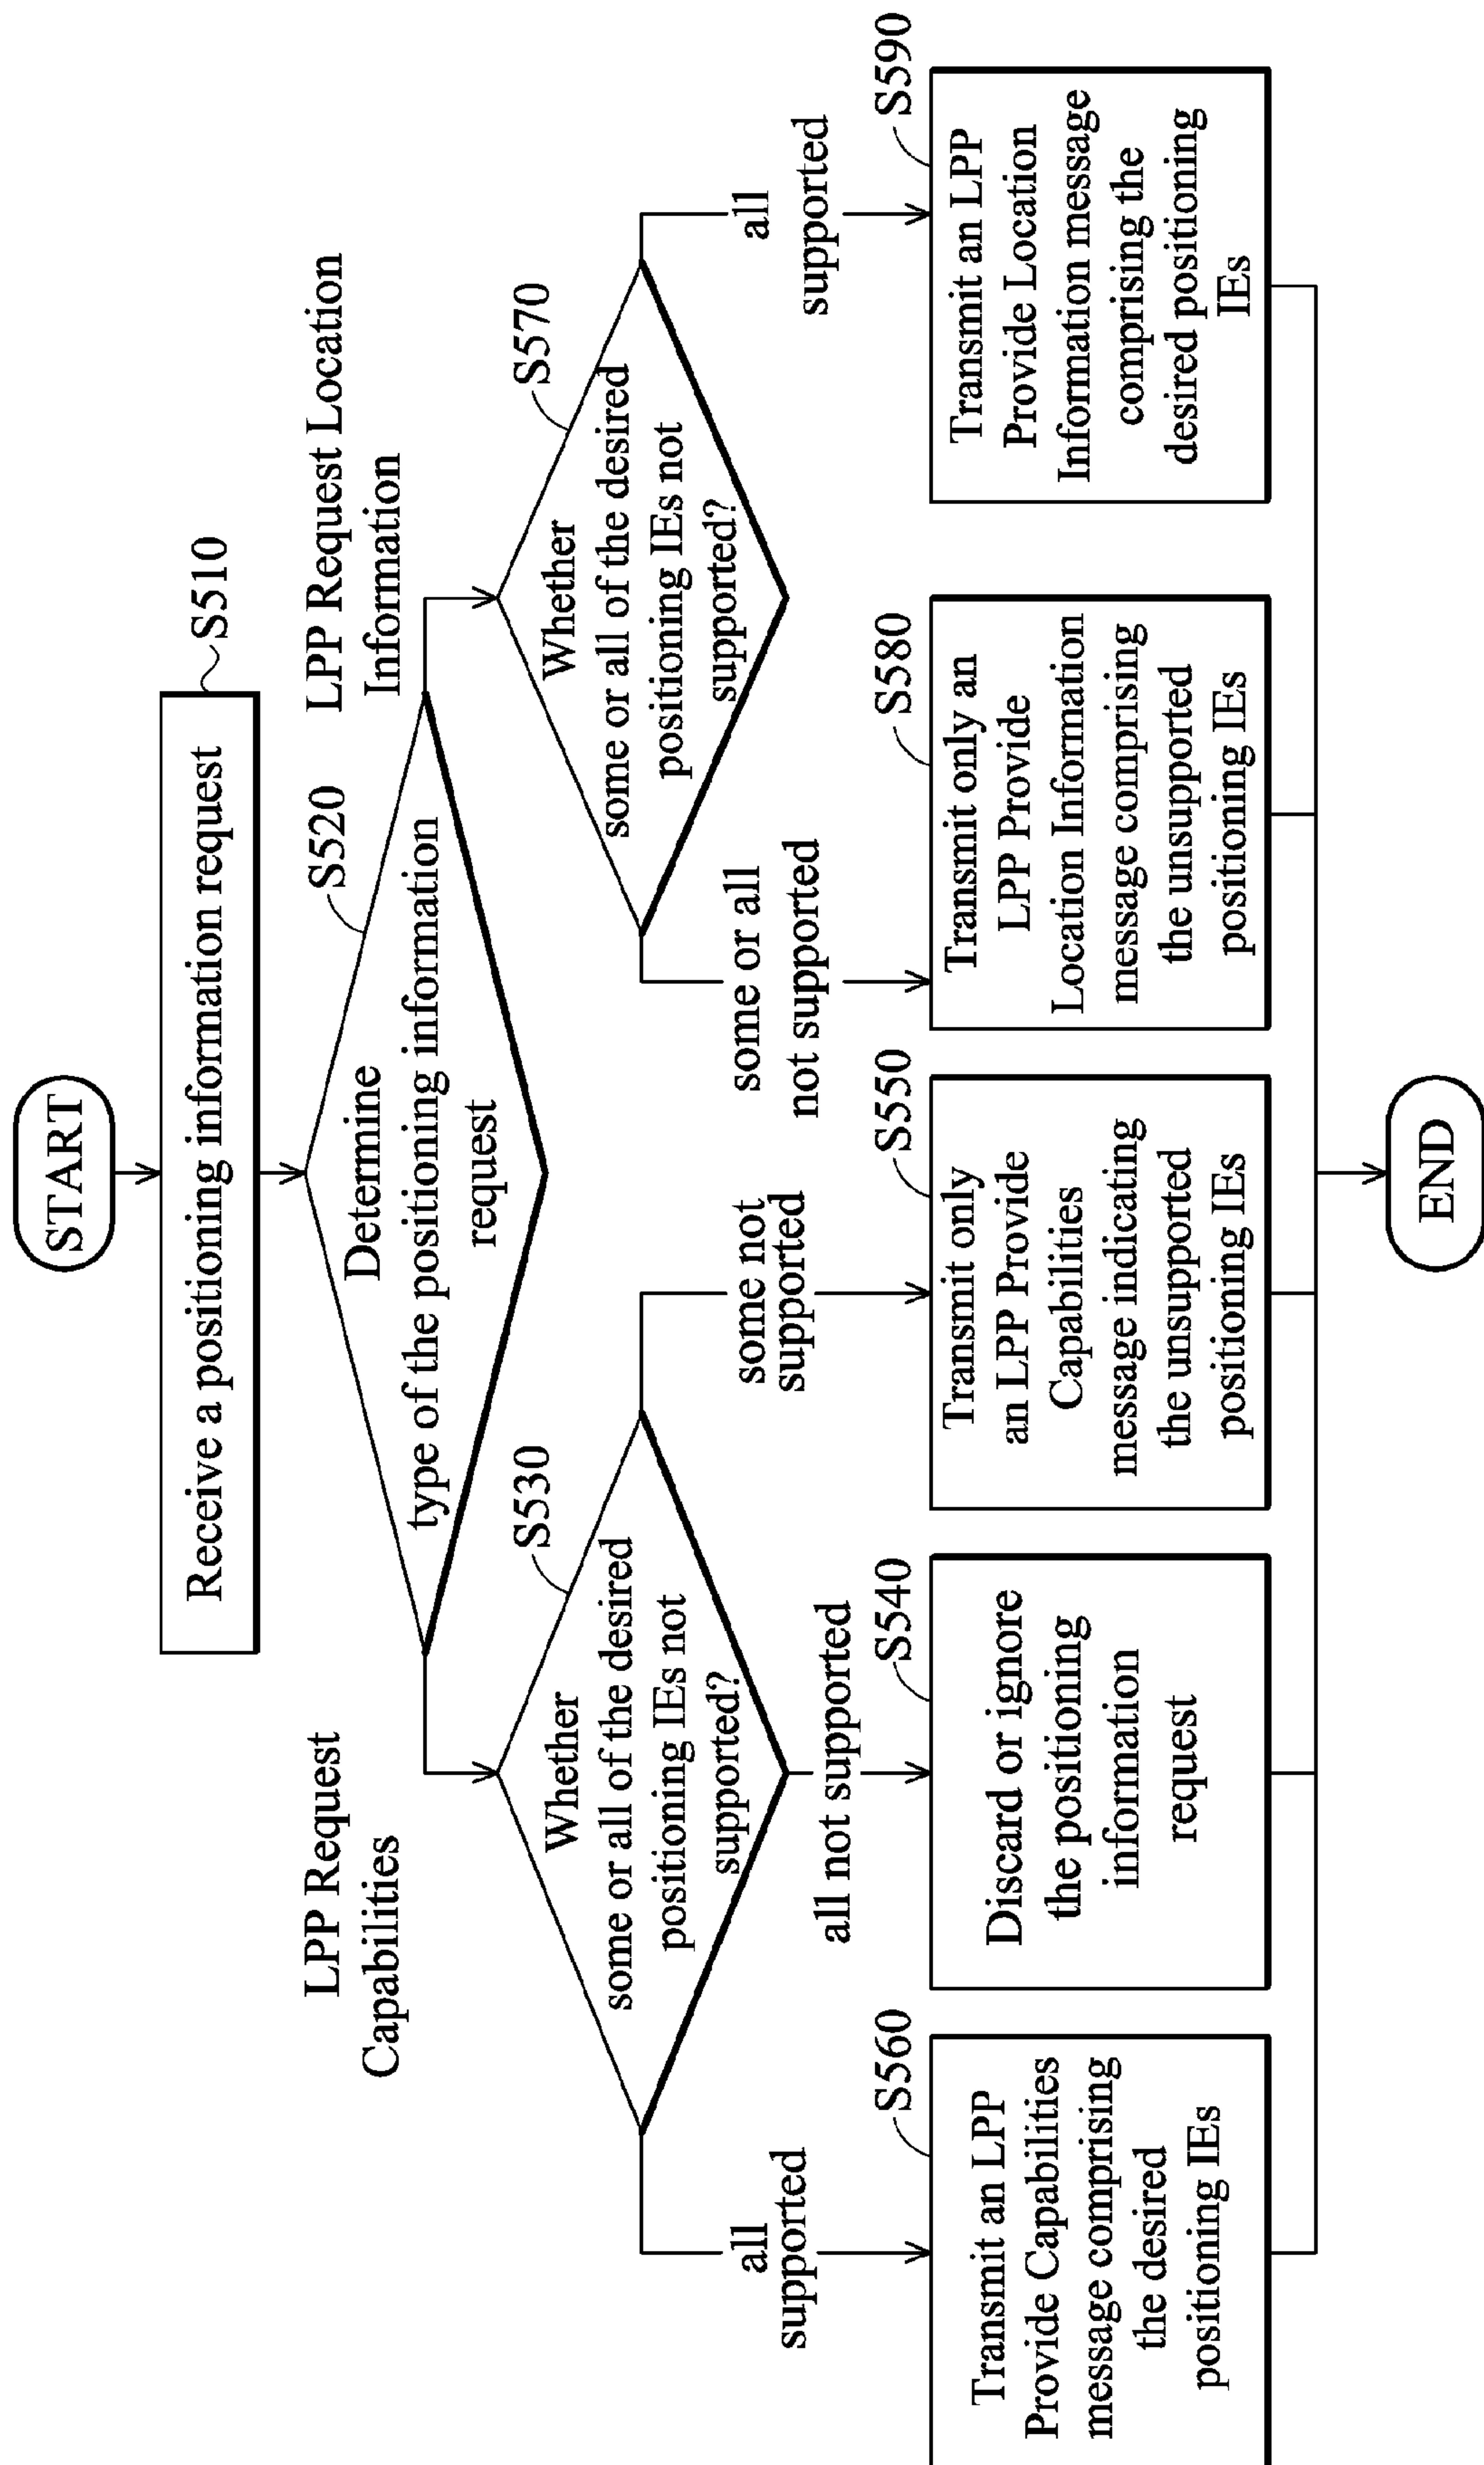 START
Receive a positioning information request
S510
Determine
type of the positioning information
request
S520
LPP Request
Capabilities
LPP Request Location
Information
Whether
some or all of the desired
positioning IEs not
supported?
S530
Whether
some or all of the desired
positioning IEs not
supported?
S570
all
supported
all not supported
some not
supported
some or all
not supported
all
supported
S560
Transmit an LPP
Provide Capabilities
message comprising
the desired
positioning IEs
S540
Discard or ignore
the positioning
information
request
S550
Transmit only
an LPP Provide
Capabilities
message indicating
the unsupported
positioning IEs
S580
Transmit only an
LPP Provide
Location Information
message comprising
the unsupported
positioning IEs
S590
Transmit an LPP
Provide Location
Information message
comprising the
desired positioning
IEs
END